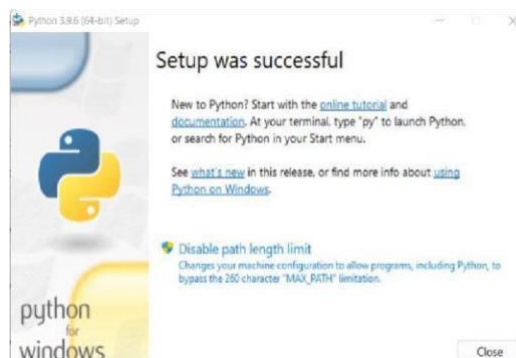 Python 3.9.6 (64-bit) Setup
Setup was successful
New to Python? Start with the online tutorial and
documentation. At your terminal, type "py" to launch Python,
or search for Python in your Start menu.
See what's new in this release, or find more info about using
Python on Windows.
Disable path length limit
Changes your machine configuration to allow programs, including Python, to
bypass the 260 character "MAX_PATH" limitation.
python
for
windows
Close